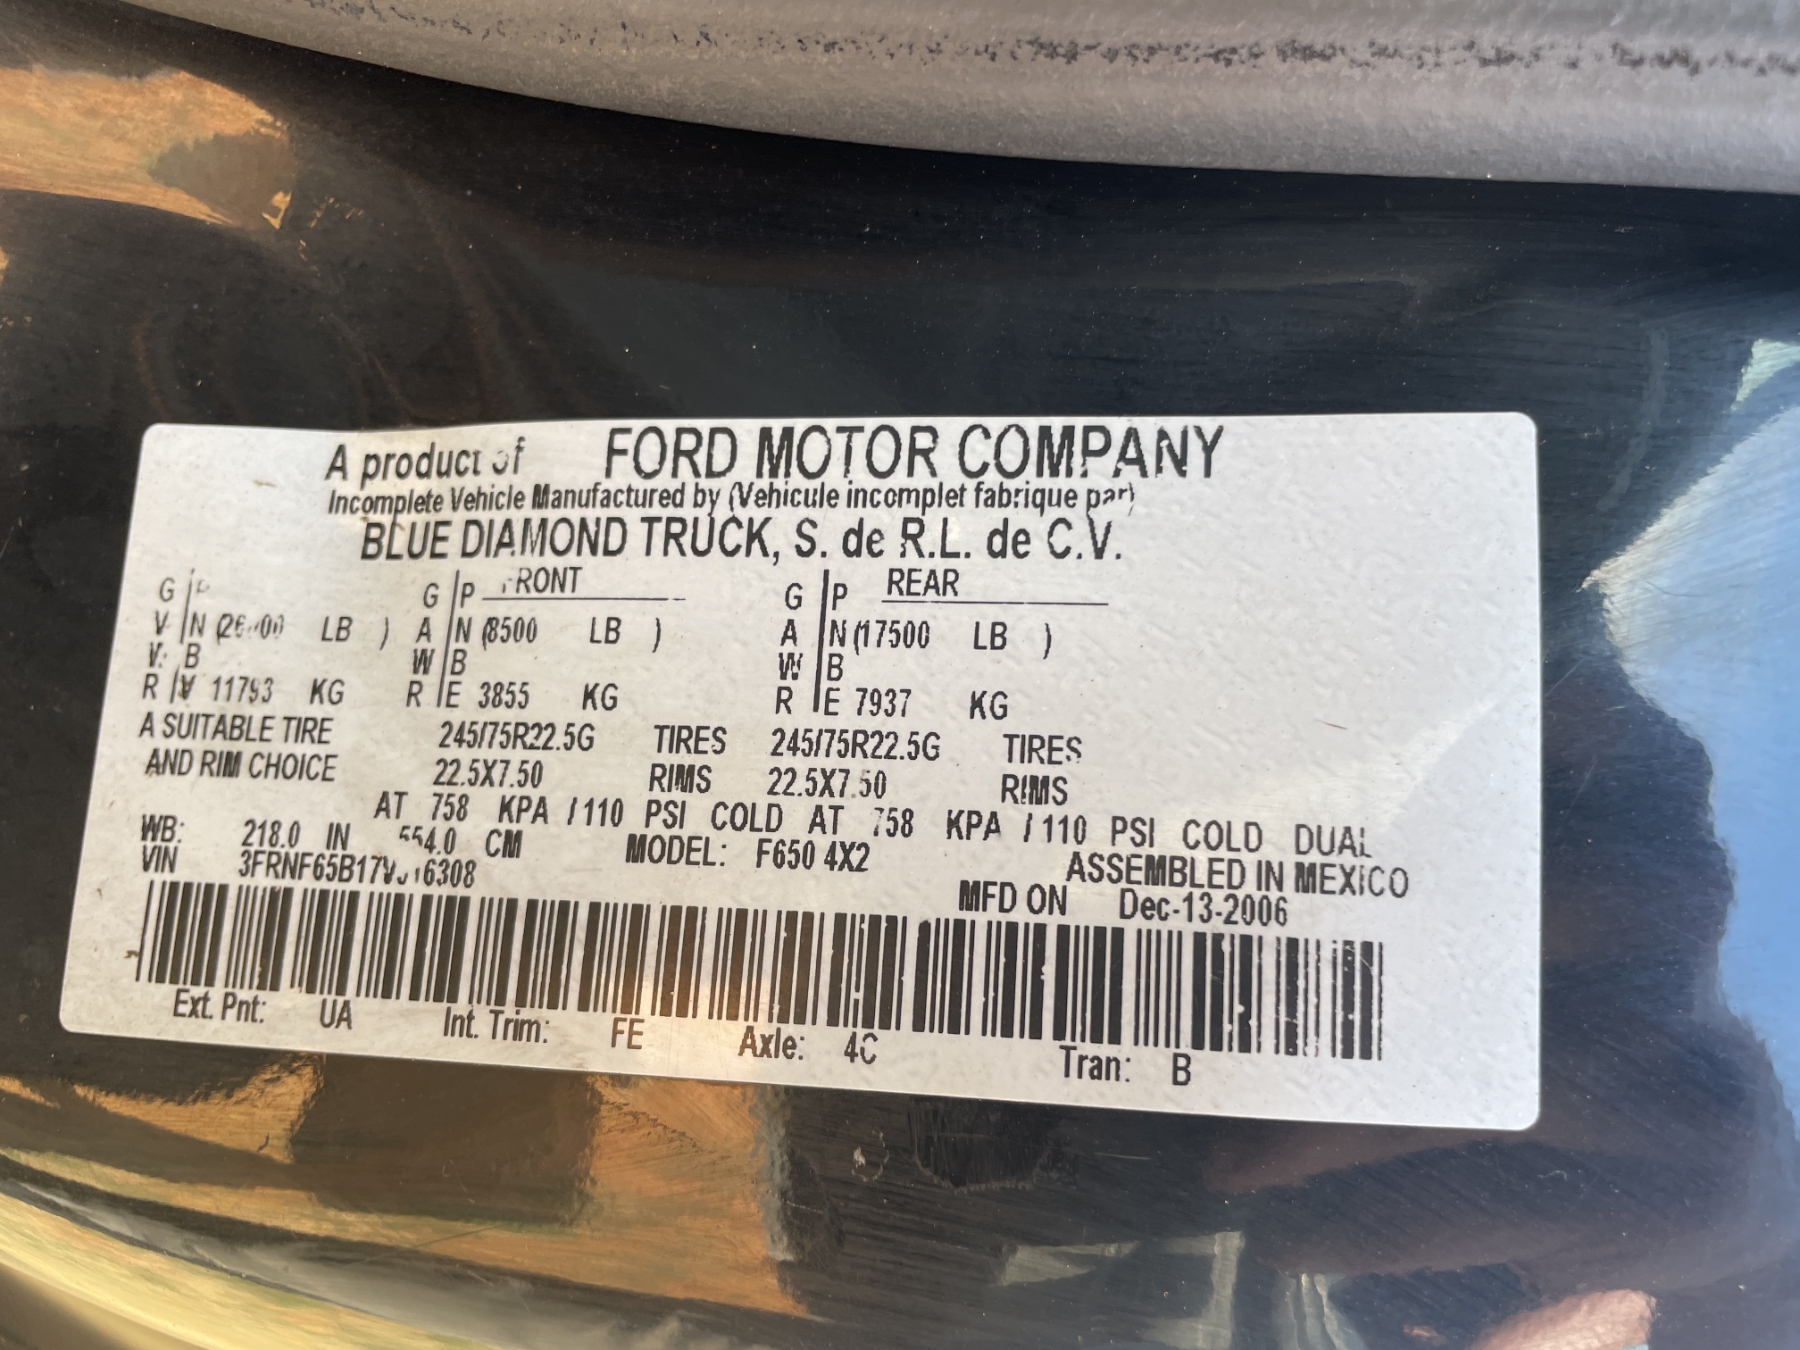 A product of FORD MOTOR COMPANY
Incomplete Vehicle Manufactured by (Vehicule incomplet fabrique par)
BLUE DIAMOND TRUCK, S. de R.L. de C.V.
G P G P FRONT G P REAR
V N LB ) A N (8500 LB ) A N (17500 LB )
W B W B W B
R V 11793 KG R E 3855 KG R E 7937 KG
A SUITABLE TIRE 245/75R22.5G TIRES 245/75R22.5G TIRES
AND RIM CHOICE 22.5X7.50 RIMS 22.5X7.50 RIMS
AT 758 KPA / 110 PSI COLD AT 758 KPA / 110 PSI COLD DUAL
WB: 218.0 IN 554.0 CM MODEL: F650 4X2 ASSEMBLED IN MEXICO
VIN MFD ON Dec-13-2006
Ext. Pnt: UA Int. Trim: FE Axle: 4C Tran: B